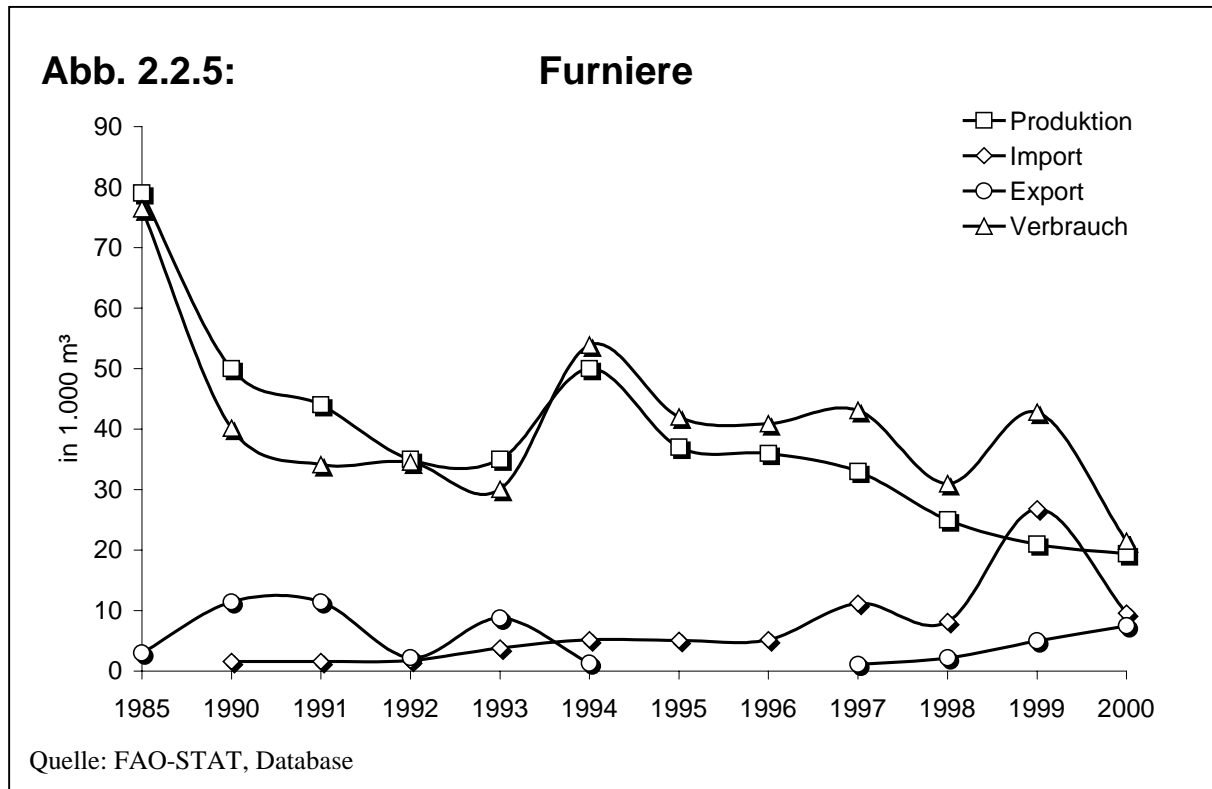 Abb. 2.2.5: Furniere
Produktion
Import
Export
Verbrauch
in 1.000 m³
90
80
70
60
50
40
30
20
10
0
1985 1990 1991 1992 1993 1994 1995 1996 1997 1998 1999 2000
Quelle: FAO-STAT, Database